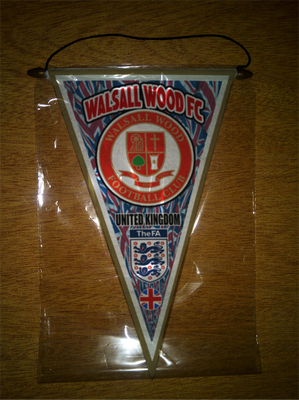 WALSALL WOOD FC
WALSALL WOOD
FOOTBALL CLUB
UNITED KINGDOM
The FA